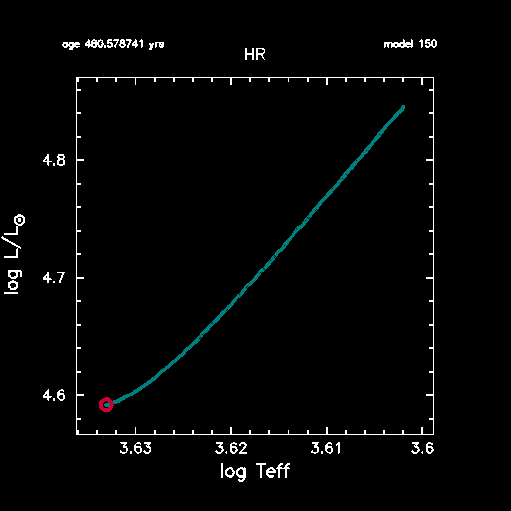 age 460.578741 yrs model 150
HR
4.8
4.7
4.6
log L/L☉
3.63 3.62 3.61 3.6
log Teff